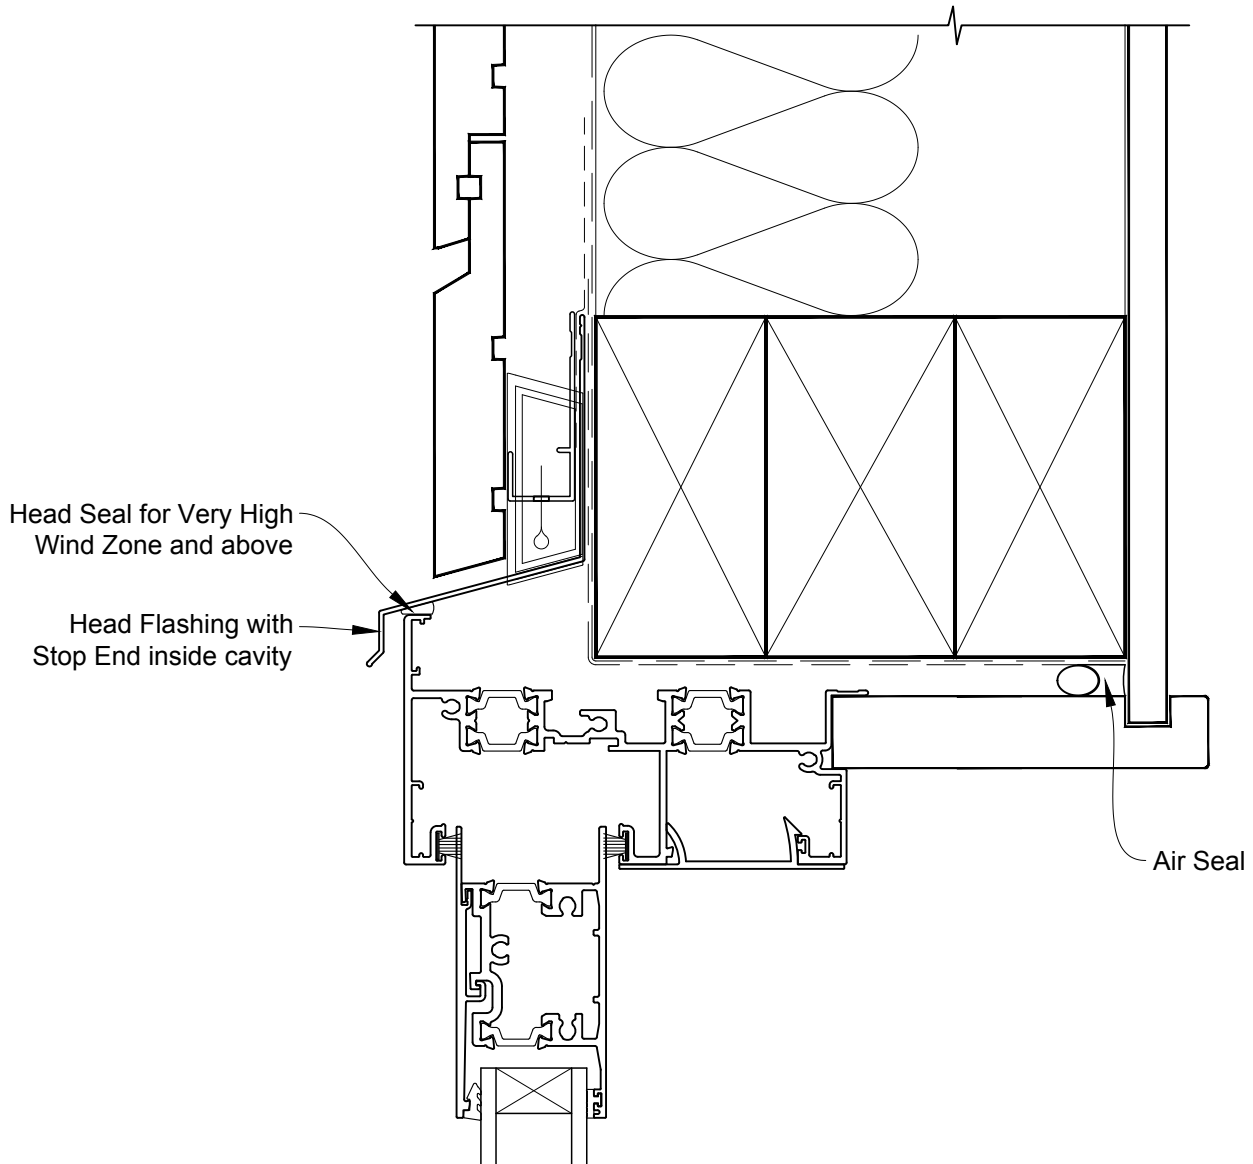 Head Seal for Very High
Wind Zone and above
Head Flashing with
Stop End inside cavity
Air Seal